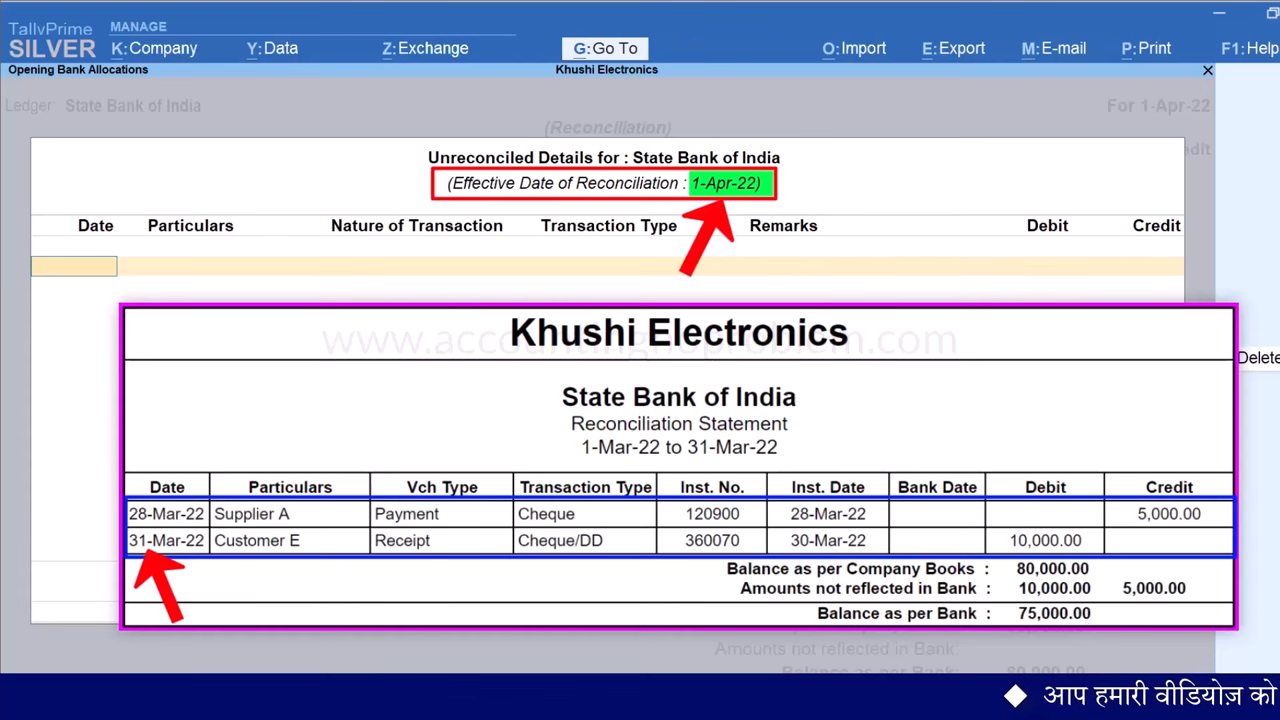 TallyPrime MANAGE
SILVER K:Company Y:Data Z:Exchange G:Go To O:Import E:Export M:E-mail P:Print F1:Help
Opening Bank Allocations Khushi Electronics
Ledger: State Bank of India For 1-Apr-22
(Reconciliation)
Unreconciled Details for : State Bank of India
(Effective Date of Reconciliation : 1-Apr-22)
Date Particulars Nature of Transaction Transaction Type Remarks Debit Credit
Khushi Electronics
Delete
State Bank of India
Reconciliation Statement
1-Mar-22 to 31-Mar-22
Date Particulars Vch Type Transaction Type Inst. No. Inst. Date Bank Date Debit Credit
28-Mar-22 Supplier A Payment Cheque 120900 28-Mar-22 5,000.00
31-Mar-22 Customer E Receipt Cheque/DD 360070 30-Mar-22 10,000.00
Balance as per Company Books : 80,000.00
Amounts not reflected in Bank : 10,000.00 5,000.00
Balance as per Bank : 75,000.00
Amounts not reflected in Bank:
◆ आप हमारी वीडियोज़ को